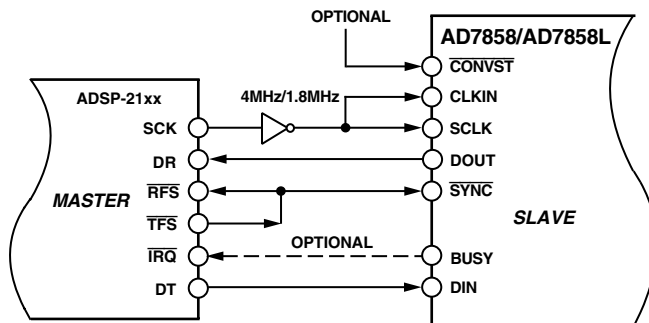 OPTIONAL
AD7858/AD7858L
CONVST
ADSP-21xx
4MHz/1.8MHz
CLKIN
SCK
SCLK
DR
DOUT
RFS
SYNC
MASTER
SLAVE
TFS
OPTIONAL
IRQ
BUSY
DT
DIN